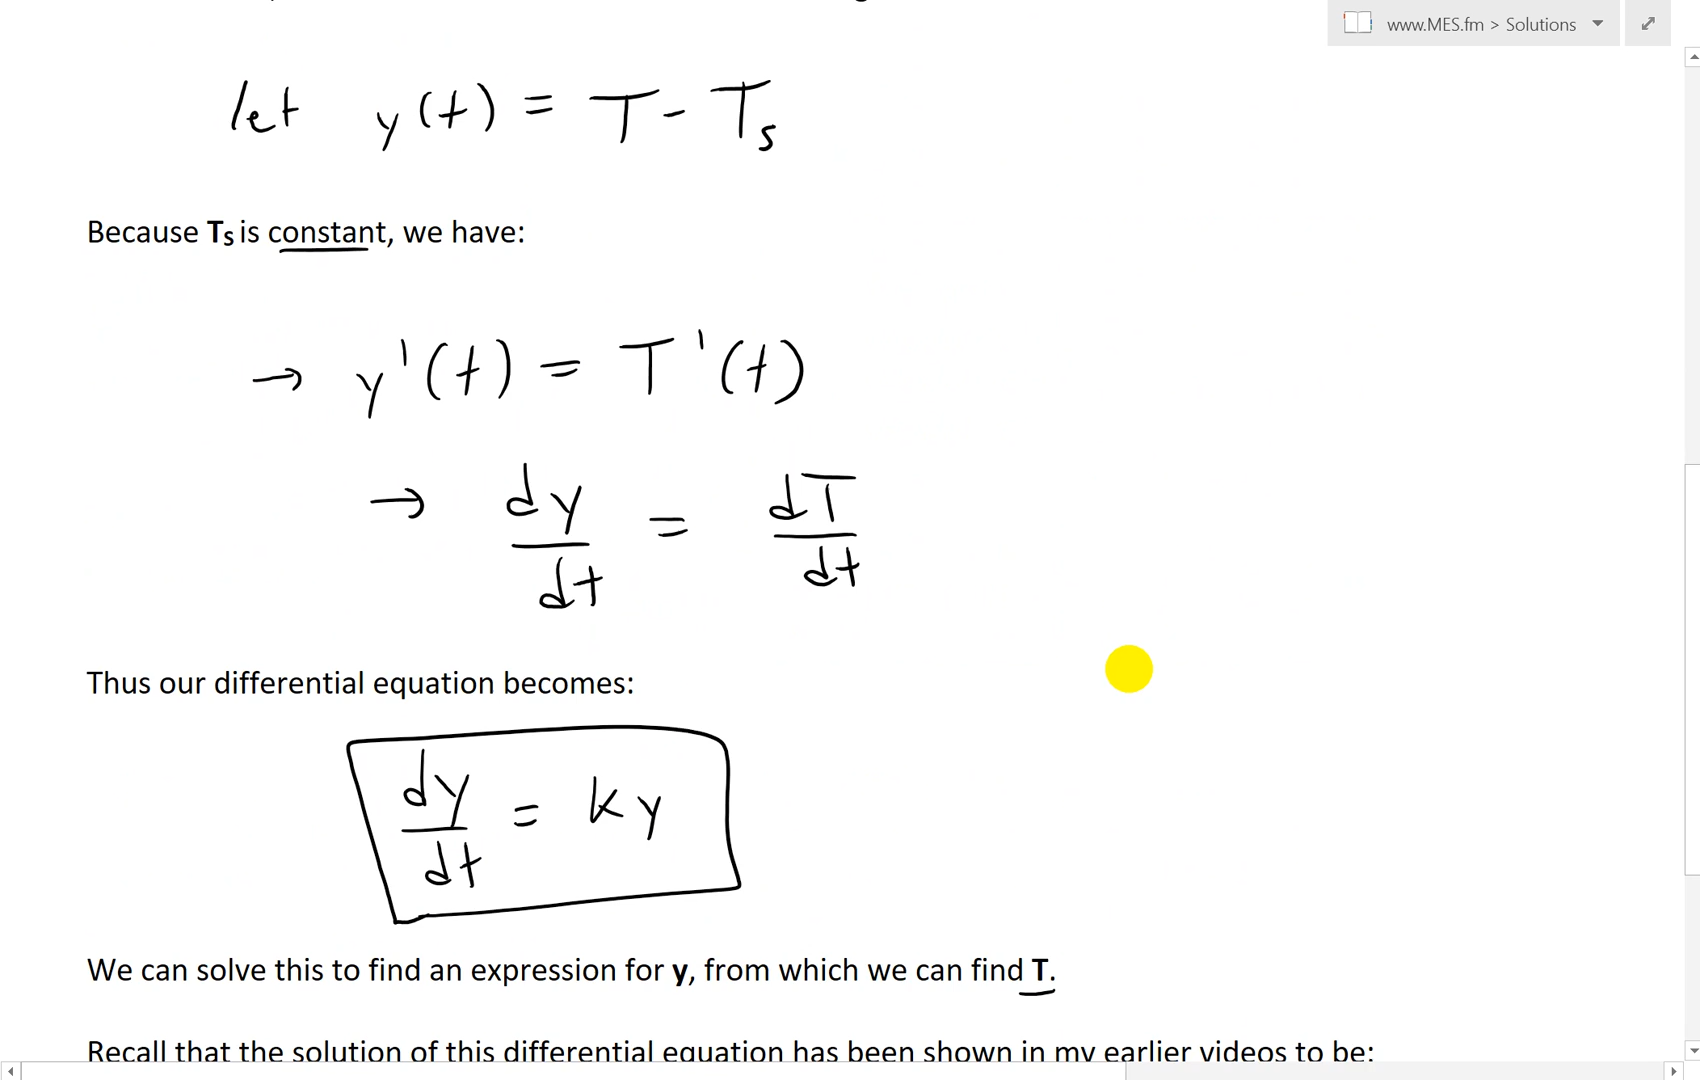 www.MES.fm > Solutions
let y(t) = T - Ts
Because Ts is constant, we have:
→ y'(t) = T'(t)
→ dy/dt = dT/dt
Thus our differential equation becomes:
dy/dt = ky
We can solve this to find an expression for y, from which we can find T.
Recall that the solution of this differential equation has been shown in my earlier videos to be: